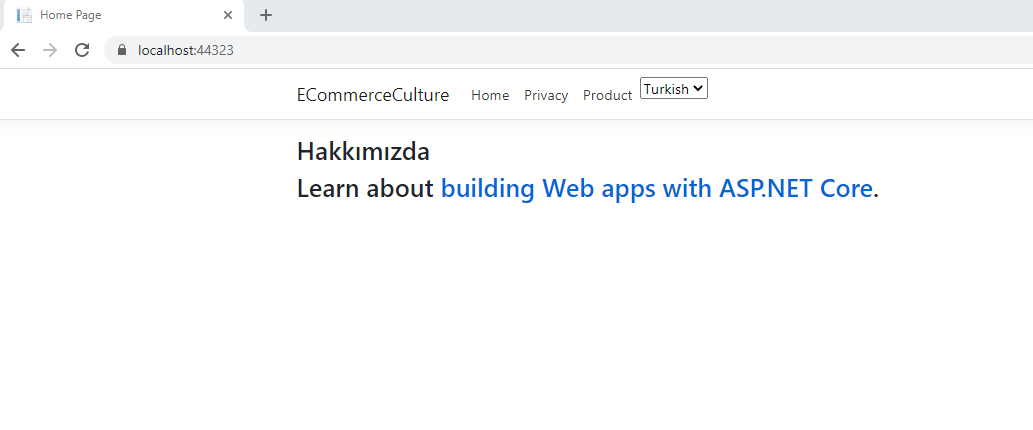 Home Page
localhost:44323
ECommerceCulture Home Privacy Product Turkish
Hakkımızda
Learn about building Web apps with ASP.NET Core.